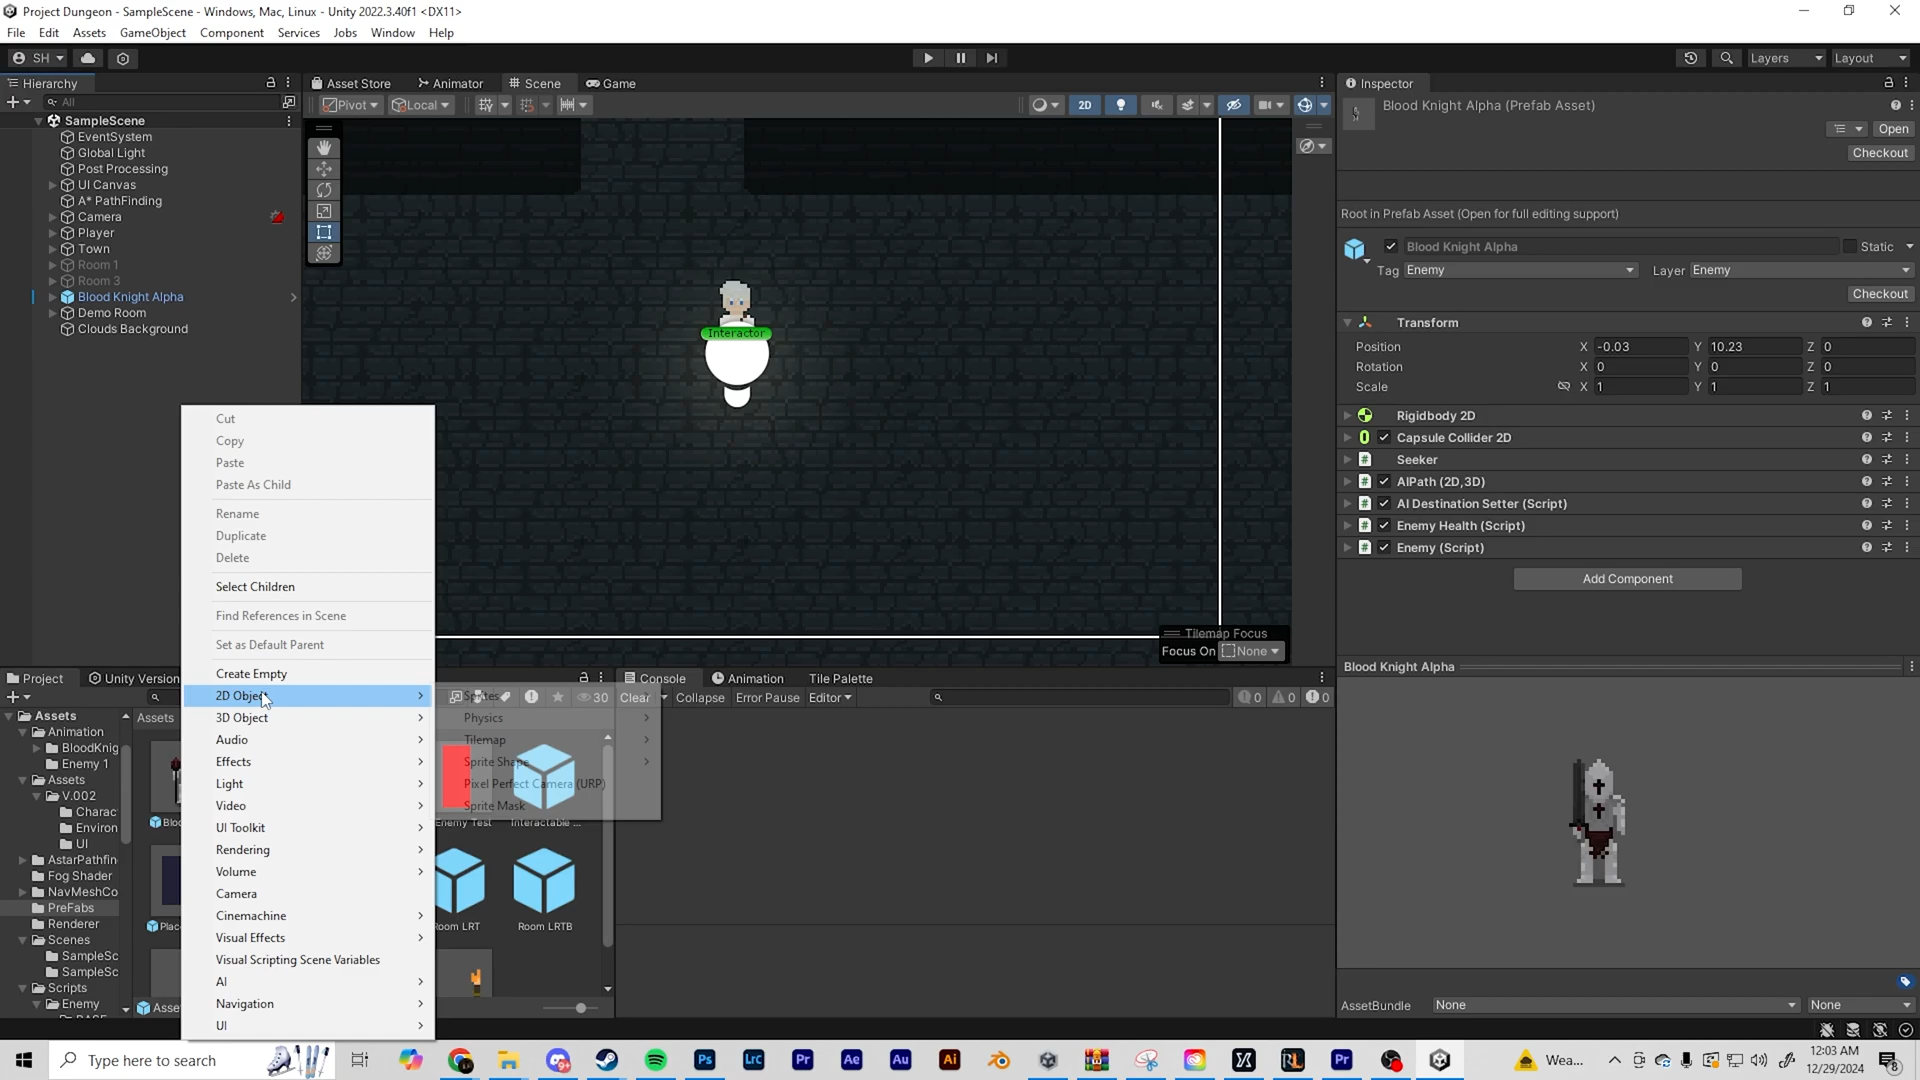 Project Dungeon - SampleScene - Windows, Mac, Linux - Unity 2022.3.40f1 <DX11>
File Edit Assets GameObject Component Services Jobs Window Help
SH
Layers
Layout
Hierarchy
Asset Store
Animator
Scene
Game
Inspector
All
Pivot
Local
2D
Blood Knight Alpha (Prefab Asset)
Open
Checkout
SampleScene
EventSystem
Global Light
Post Processing
UI Canvas
A* PathFinding
Camera
Player
Town
Room 1
Room 3
Blood Knight Alpha
Demo Room
Clouds Background
Interactor
Root in Prefab Asset (Open for full editing support)
Blood Knight Alpha
Static
Tag Enemy
Layer Enemy
Checkout
Transform
Position X -0.03 Y 10.23 Z 0
Rotation X 0 Y 0 Z 0
Scale X 1 Y 1 Z 1
Rigidbody 2D
Capsule Collider 2D
Seeker
AIPath (2D,3D)
AI Destination Setter (Script)
Enemy Health (Script)
Enemy (Script)
Add Component
Cut
Copy
Paste
Paste As Child
Rename
Duplicate
Delete
Select Children
Find References in Scene
Set as Default Parent
Create Empty
2D Object
3D Object
Audio
Effects
Light
Video
UI Toolkit
Rendering
Volume
Camera
Cinemachine
Visual Effects
Visual Scripting Scene Variables
AI
Navigation
UI
Sprites
Physics
Tilemap
Sprite Shape
Pixel Perfect Camera (URP)
Sprite Mask
Tilemap Focus
Focus On None
Project
Unity Version
Console
Animation
Tile Palette
30
Clear
Collapse
Error Pause
Editor
0
0
0
Assets
Animation
BloodKnig
Enemy 1
Assets
V.002
Charac
Environ
UI
AstarPathfin
Fog Shader
NavMeshCo
PreFabs
Renderer
Scenes
SampleSc
SampleSc
Scripts
Enemy
Assets
Bloo
Enemy Test
Interactable ...
Plac
Room LRT
Room LRTB
Asse
Blood Knight Alpha
AssetBundle None None
Type here to search
Wea...
12:03 AM
12/29/2024
8